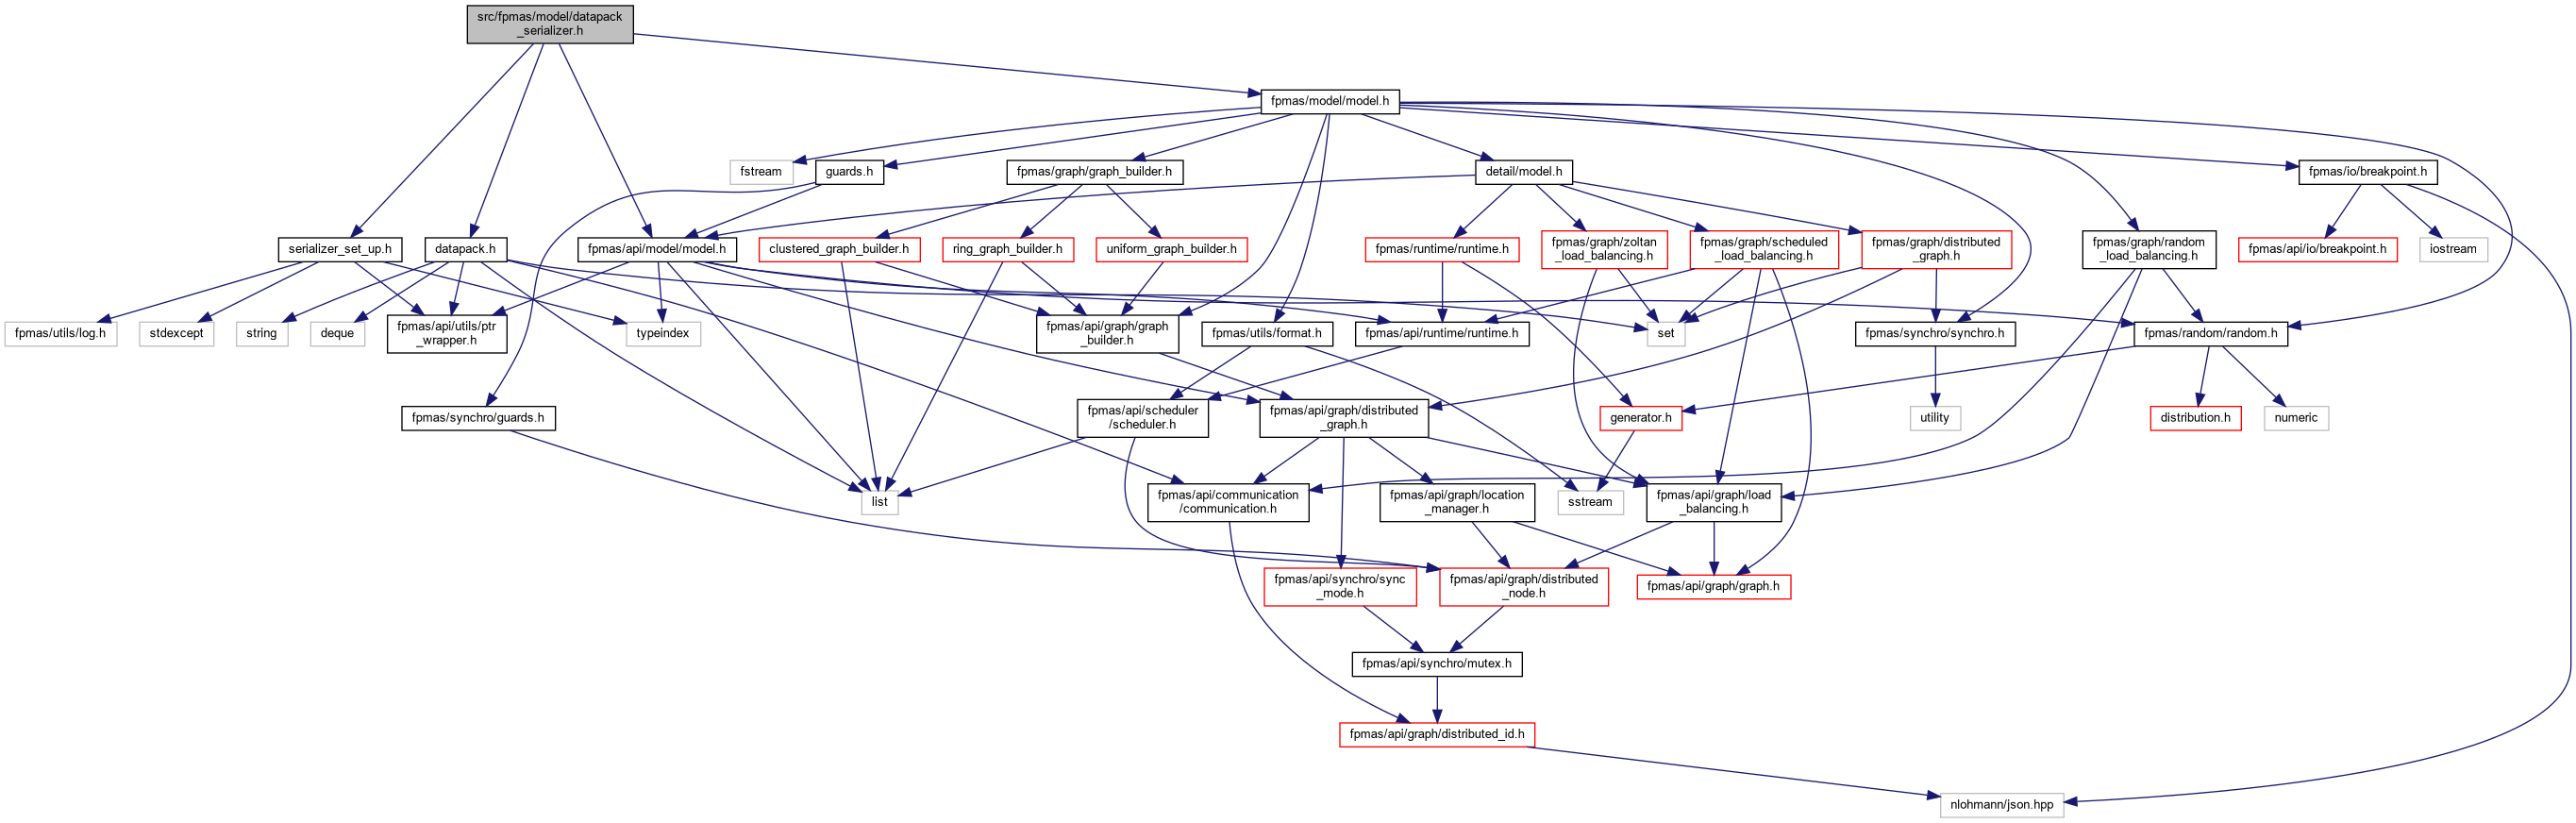 src/fpmas/model/datapack
_serializer.h
fpmas/model/model.h
fstream
guards.h
fpmas/graph/graph_builder.h
detail/model.h
fpmas/io/breakpoint.h
serializer_set_up.h
datapack.h
fpmas/api/model/model.h
clustered_graph_builder.h
ring_graph_builder.h
uniform_graph_builder.h
fpmas/runtime/runtime.h
fpmas/graph/zoltan
_load_balancing.h
fpmas/graph/scheduled
_load_balancing.h
fpmas/graph/distributed
_graph.h
fpmas/graph/random
_load_balancing.h
fpmas/api/io/breakpoint.h
iostream
fpmas/utils/log.h
stdexcept
string
deque
fpmas/api/utils/ptr
_wrapper.h
typeindex
fpmas/api/graph/graph
_builder.h
fpmas/utils/format.h
fpmas/api/runtime/runtime.h
set
fpmas/synchro/synchro.h
fpmas/random/random.h
fpmas/synchro/guards.h
fpmas/api/scheduler
/scheduler.h
fpmas/api/graph/distributed
_graph.h
generator.h
utility
distribution.h
numeric
list
fpmas/api/communication
/communication.h
fpmas/api/graph/location
_manager.h
sstream
fpmas/api/graph/load
_balancing.h
fpmas/api/synchro/sync
_mode.h
fpmas/api/graph/distributed
_node.h
fpmas/api/graph/graph.h
fpmas/api/synchro/mutex.h
fpmas/api/graph/distributed_id.h
nlohmann/json.hpp